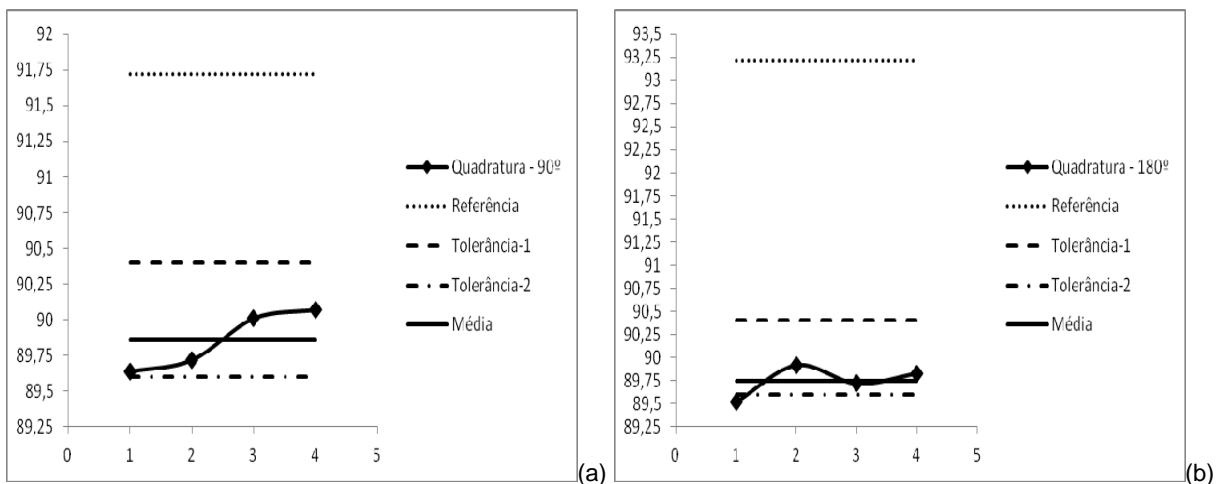 92
91,75
91,5
91,25
91
90,75
90,5
90,25
90
89,75
89,5
89,25
0 1 2 3 4 5
Quadratura - 90º
Referência
Tolerância-1
Tolerância-2
Média
(a)
93,5
93,25
93
92,75
92,5
92,25
92
91,75
91,5
91,25
91
90,75
90,5
90,25
90
89,75
89,5
89,25
0 1 2 3 4 5
Quadratura - 180º
Referência
Tolerância-1
Tolerância-2
Média
(b)